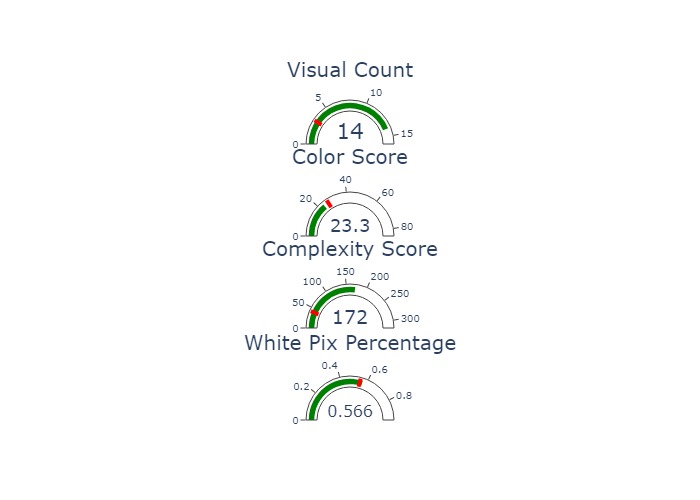 Visual Count
0 5 10 15
14
Color Score
0 20 40 60 80
23.3
Complexity Score
0 50 100 150 200 250 300
172
White Pix Percentage
0 0.2 0.4 0.6 0.8
0.566